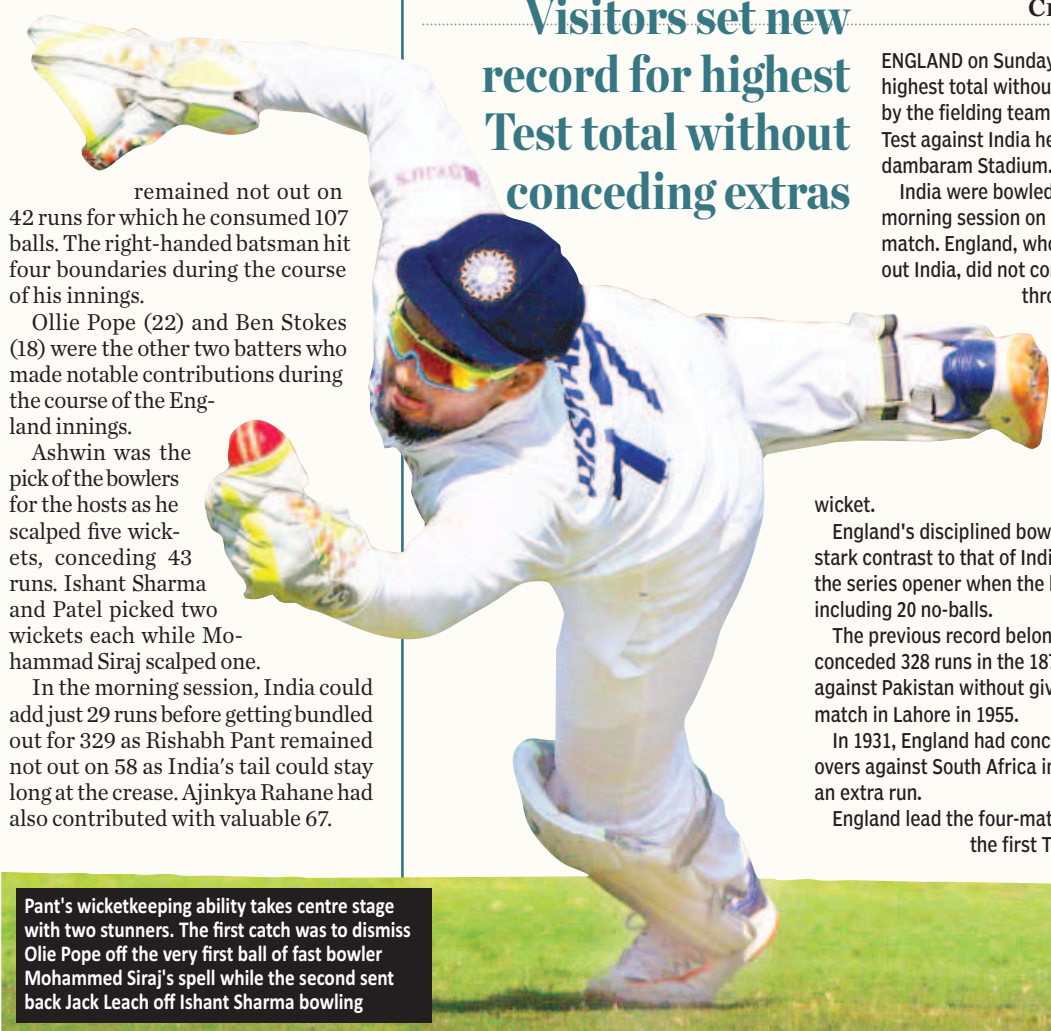 remained not out on
42 runs for which he consumed 107
balls. The right-handed batsman hit
four boundaries during the course
of his innings.
Ollie Pope (22) and Ben Stokes
(18) were the other two batters who
made notable contributions during
the course of the Eng-
land innings.
Ashwin was the
pick of the bowlers
for the hosts as he
scalped five wick-
ets, conceding 43
runs. Ishant Sharma
and Patel picked two
wickets each while Mo-
hammad Siraj scalped one.
In the morning session, India could
add just 29 runs before getting bundled
out for 329 as Rishabh Pant remained
not out on 58 as India's tail could stay
long at the crease. Ajinkya Rahane had
also contributed with valuable 67.
Pant's wicketkeeping ability takes centre stage
with two stunners. The first catch was to dismiss
Olie Pope off the very first ball of fast bowler
Mohammed Siraj's spell while the second sent
back Jack Leach off Ishant Sharma bowling
Visitors set new
record for highest
Test total without
conceding extras
ENGLAND on Sunday
highest total withou
by the fielding team
Test against India he
dambaram Stadium.
India were bowled
morning session on
match. England, who
out India, did not co
thro
wicket.
England's disciplined bow
stark contrast to that of Indi
the series opener when the
including 20 no-balls.
The previous record belon
conceded 328 runs in the 187
against Pakistan without giv
match in Lahore in 1955.
In 1931, England had conc
overs against South Africa in
an extra run.
England lead the four-mat
the first T